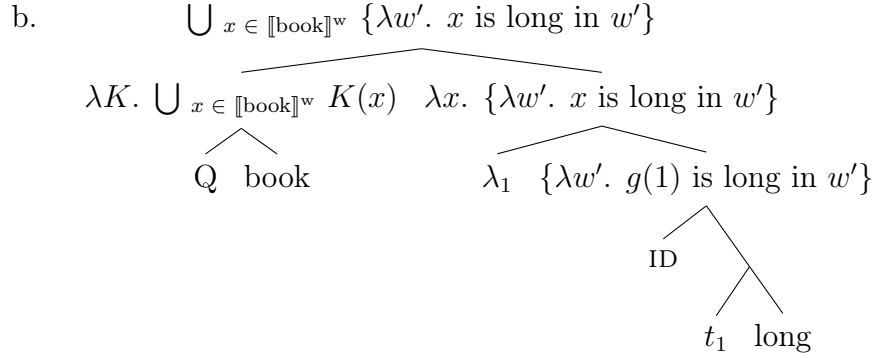 b. ⋃ x ∈ ⟦book⟧ʷ {λw′. x is long in w′}
λK. ⋃ x ∈ ⟦book⟧ʷ K(x) λx. {λw′. x is long in w′}
Q book λ₁ {λw′. g(1) is long in w′}
ID
t₁ long